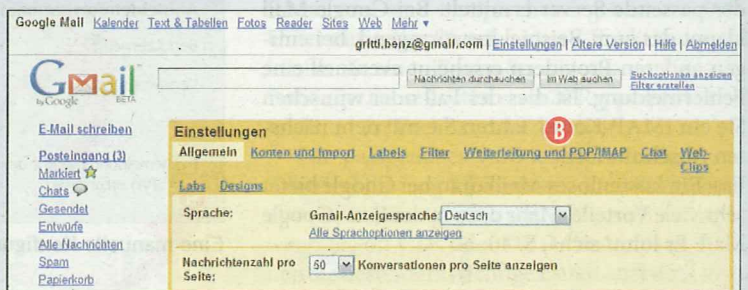 Google Mail Kalender Text & Tabellen Fotos Reader Sites Web Mehr ▼
grittl.benz@gmail.com | Einstellungen | Ältere Version | Hilfe | Abmelden
Gmail by Google BETA
Nachrichten durchsuchen Im Web suchen Suchoptionen anzeigen
Filter erstellen
E-Mail schreiben
Posteingang (3)
Markiert
Chats
Gesendet
Entwürfe
Alle Nachrichten
Spam
Papierkorb
Einstellungen
B
Allgemein Konten und Import Labels Filter Weiterleitung und POP/IMAP Chat Web-Clips
Labs Designs
Sprache: Gmail-Anzeigesprache: Deutsch
Alle Sprachoptionen anzeigen
Nachrichtenzahl pro Seite: 50 Konversationen pro Seite anzeigen